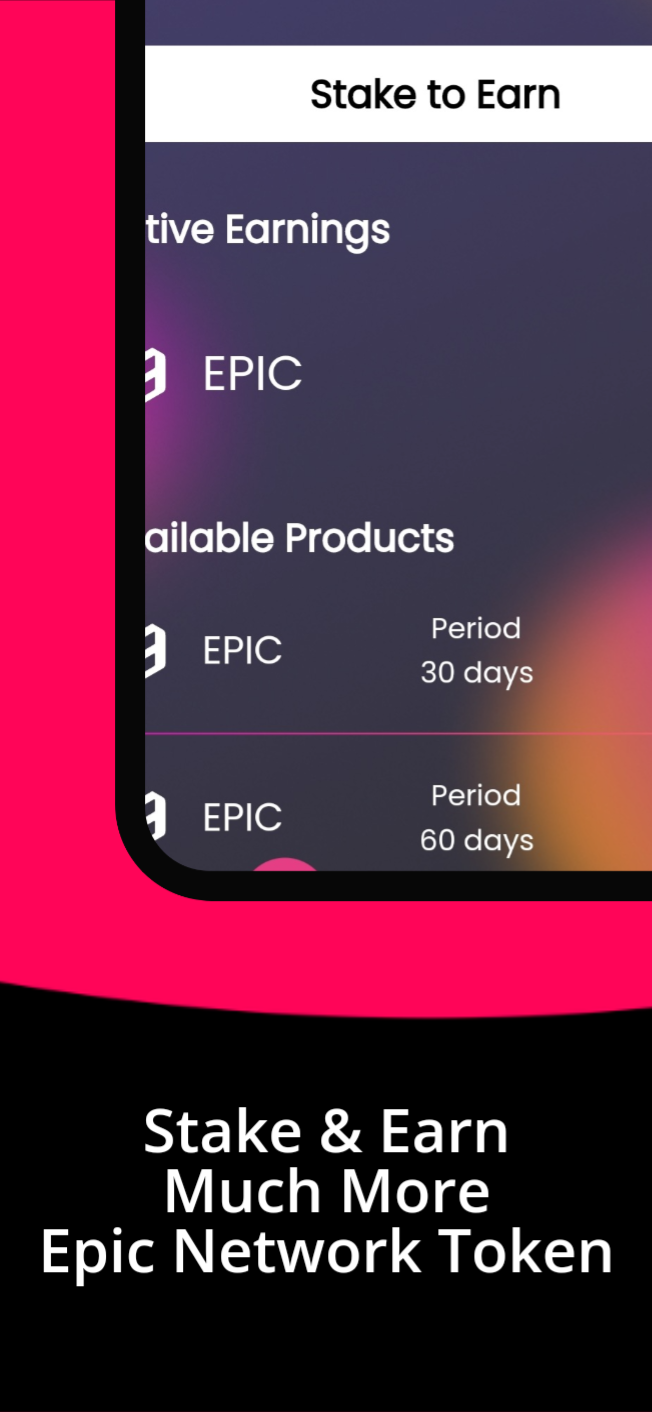 Stake to Earn
tive Earnings
EPIC
ailable Products
EPIC
Period
30 days
EPIC
Period
60 days
Stake & Earn
Much More
Epic Network Token